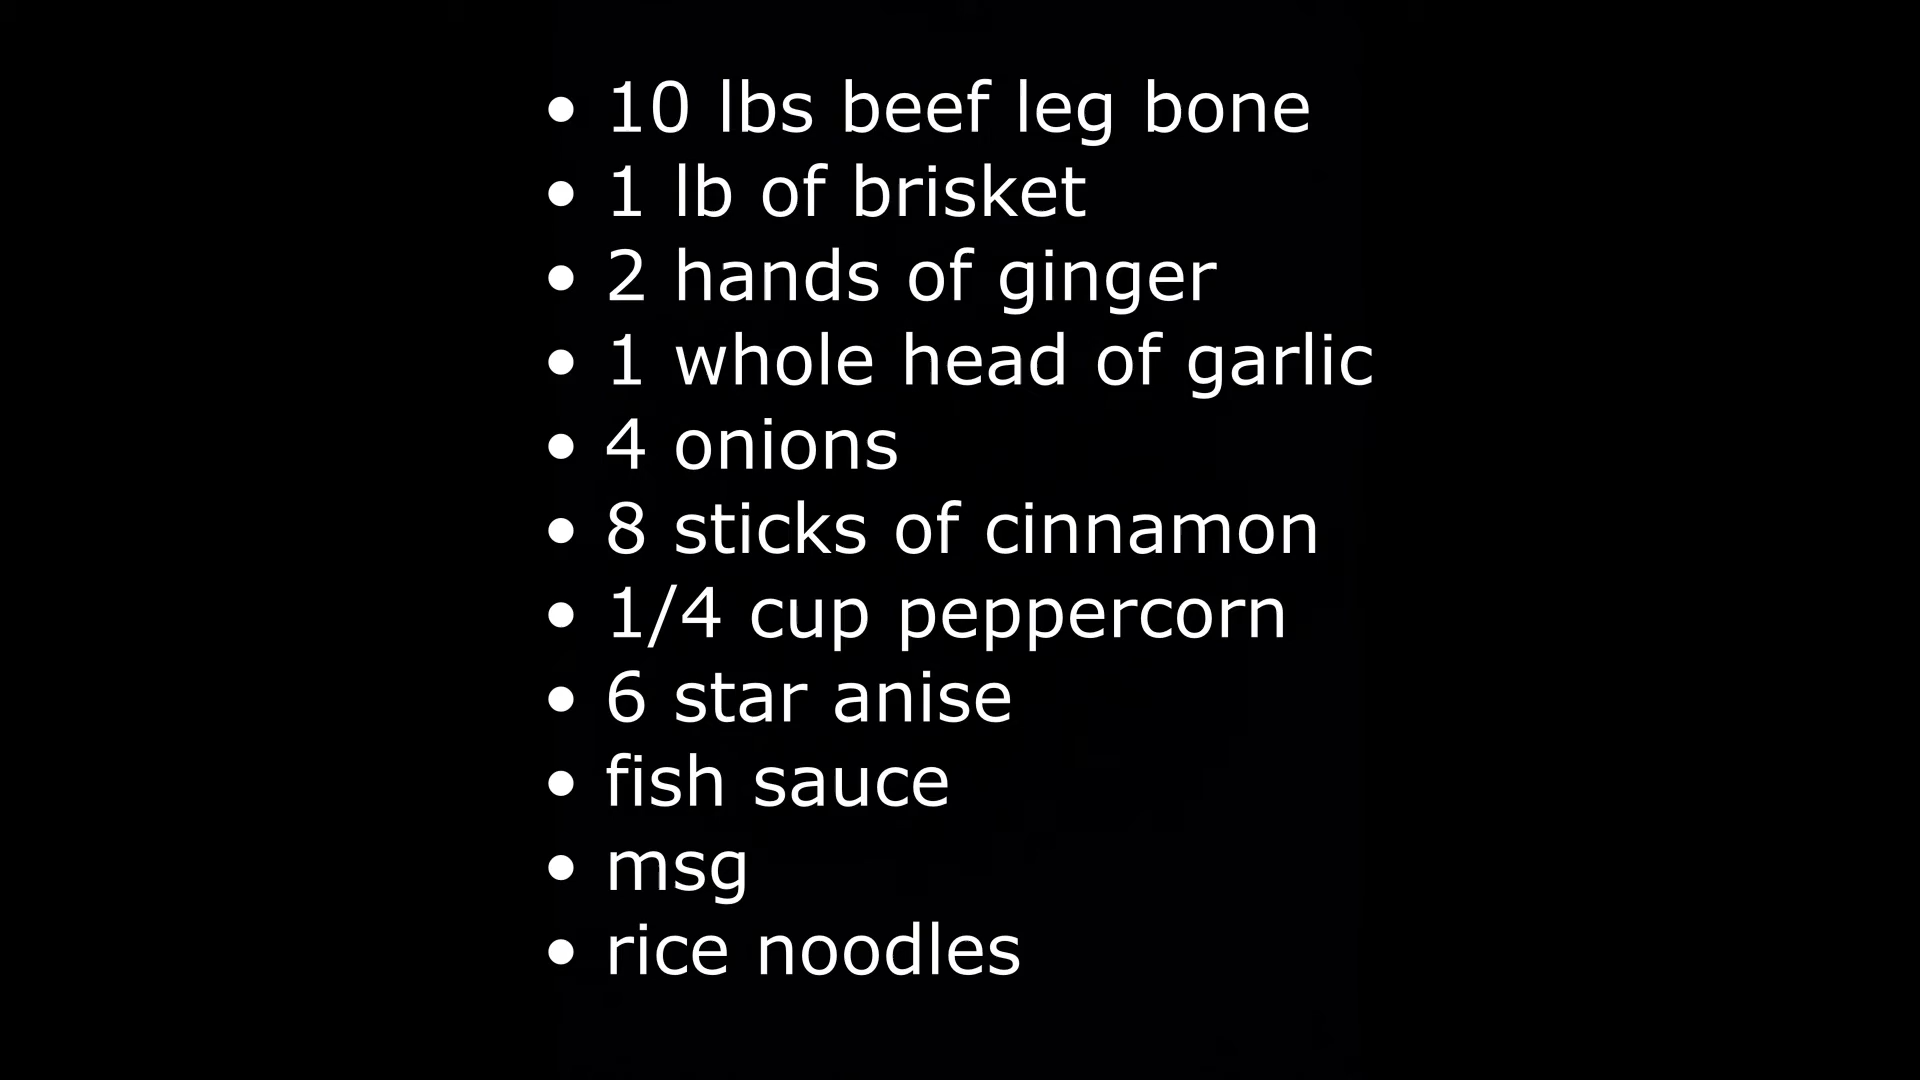 • 10 lbs beef leg bone
• 1 lb of brisket
• 2 hands of ginger
• 1 whole head of garlic
• 4 onions
• 8 sticks of cinnamon
• 1/4 cup peppercorn
• 6 star anise
• fish sauce
• msg
• rice noodles